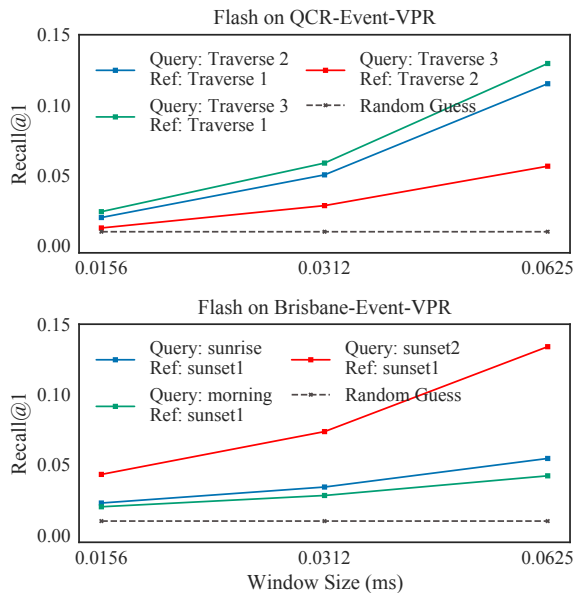 Flash on QCR-Event-VPR
0.15
0.10
0.05
0.00
Recall@1
Query: Traverse 2
Ref: Traverse 1
Query: Traverse 3
Ref: Traverse 1
Query: Traverse 3
Ref: Traverse 2
Random Guess
0.0156
0.0312
0.0625
Flash on Brisbane-Event-VPR
0.15
0.10
0.05
0.00
Recall@1
Query: sunrise
Ref: sunset1
Query: morning
Ref: sunset1
Query: sunset2
Ref: sunset1
Random Guess
0.0156
0.0312
0.0625
Window Size (ms)